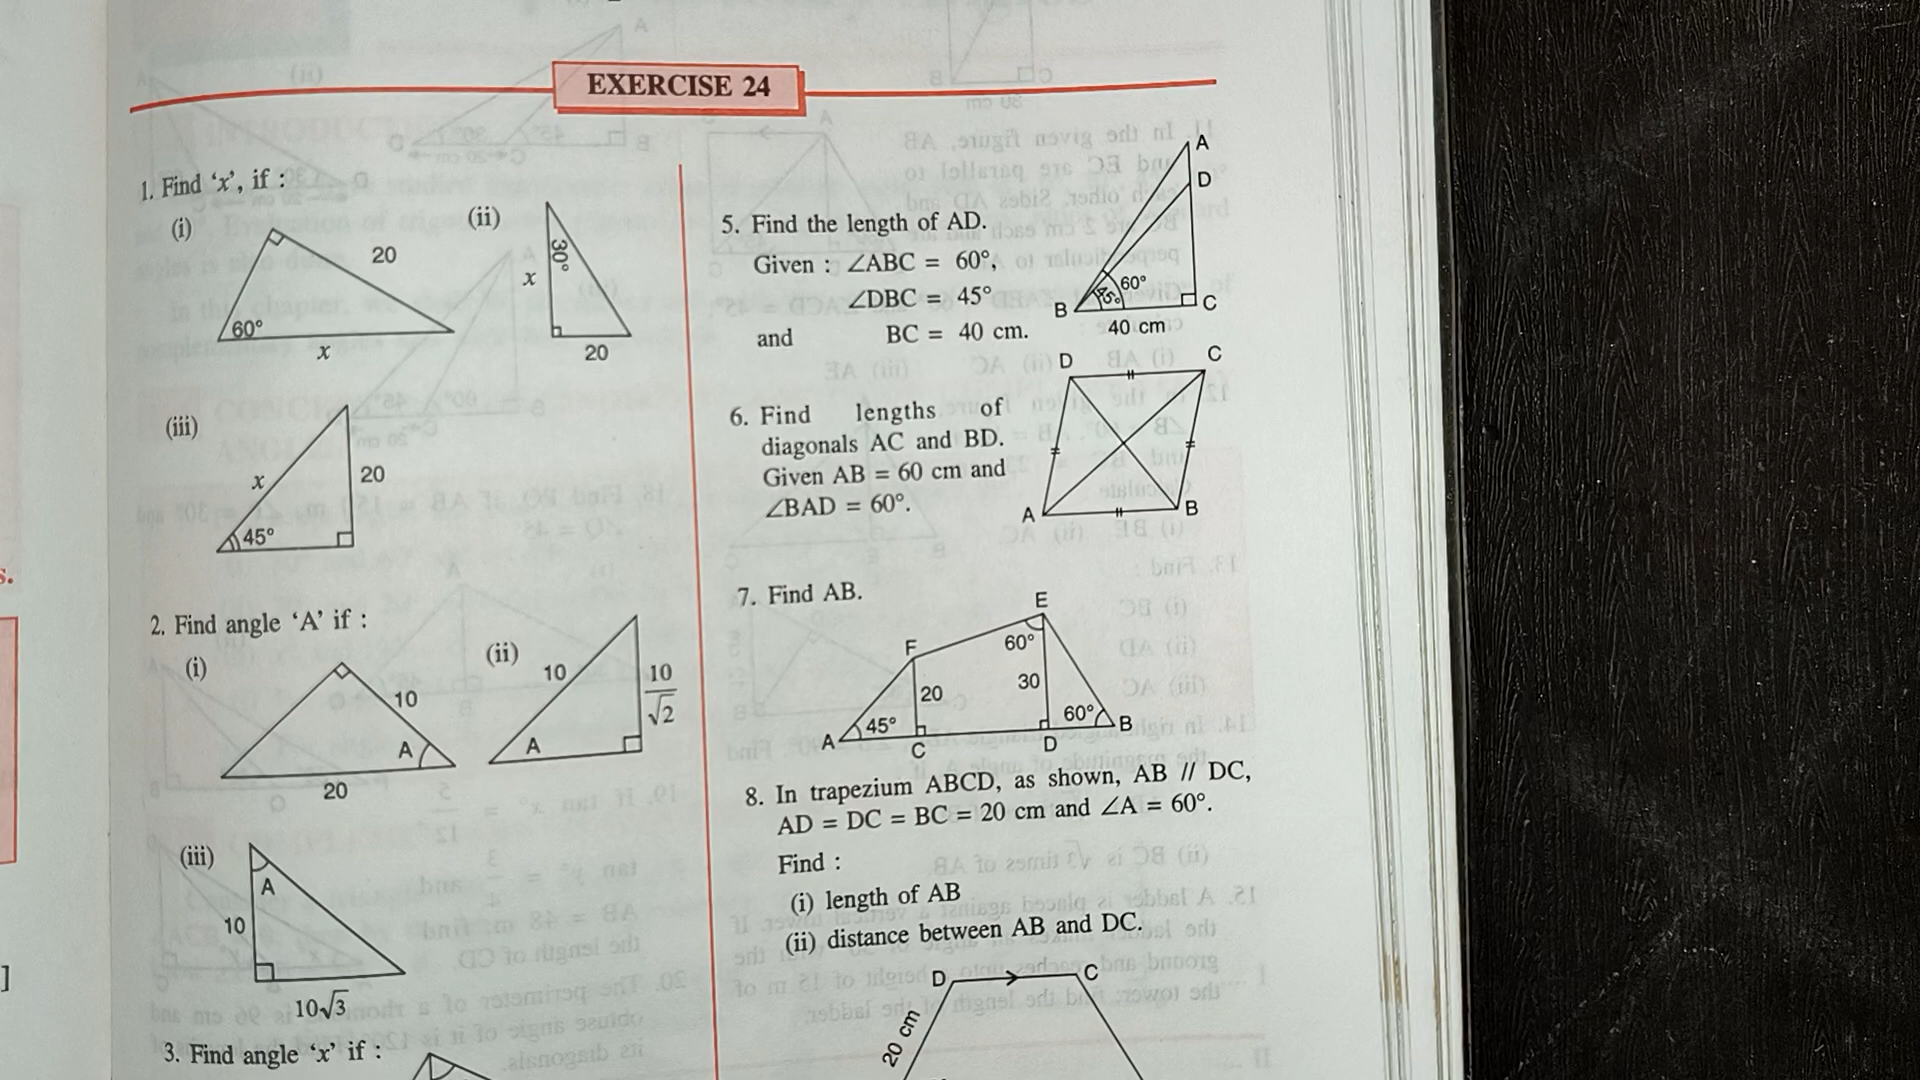 EXERCISE 24
1. Find ‘x’, if :
(i)
20
60°
x
(ii)
30°
x
20
(iii)
x
20
45°
2. Find angle ‘A’ if :
(i)
10
A
20
(ii)
10
10
√2
A
(iii)
A
10
10√3
3. Find angle ‘x’ if :
5. Find the length of AD.
Given : ∠ABC = 60°,
∠DBC = 45°
and BC = 40 cm.
A
D
60°
45°
B
C
40 cm
6. Find lengths of
diagonals AC and BD.
Given AB = 60 cm and
∠BAD = 60°.
D
C
A
B
7. Find AB.
E
F
60°
20
30
45°
60°
A
C
D
B
8. In trapezium ABCD, as shown, AB // DC,
AD = DC = BC = 20 cm and ∠A = 60°.
Find :
(i) length of AB
(ii) distance between AB and DC.
D
C
20 cm
s.
]